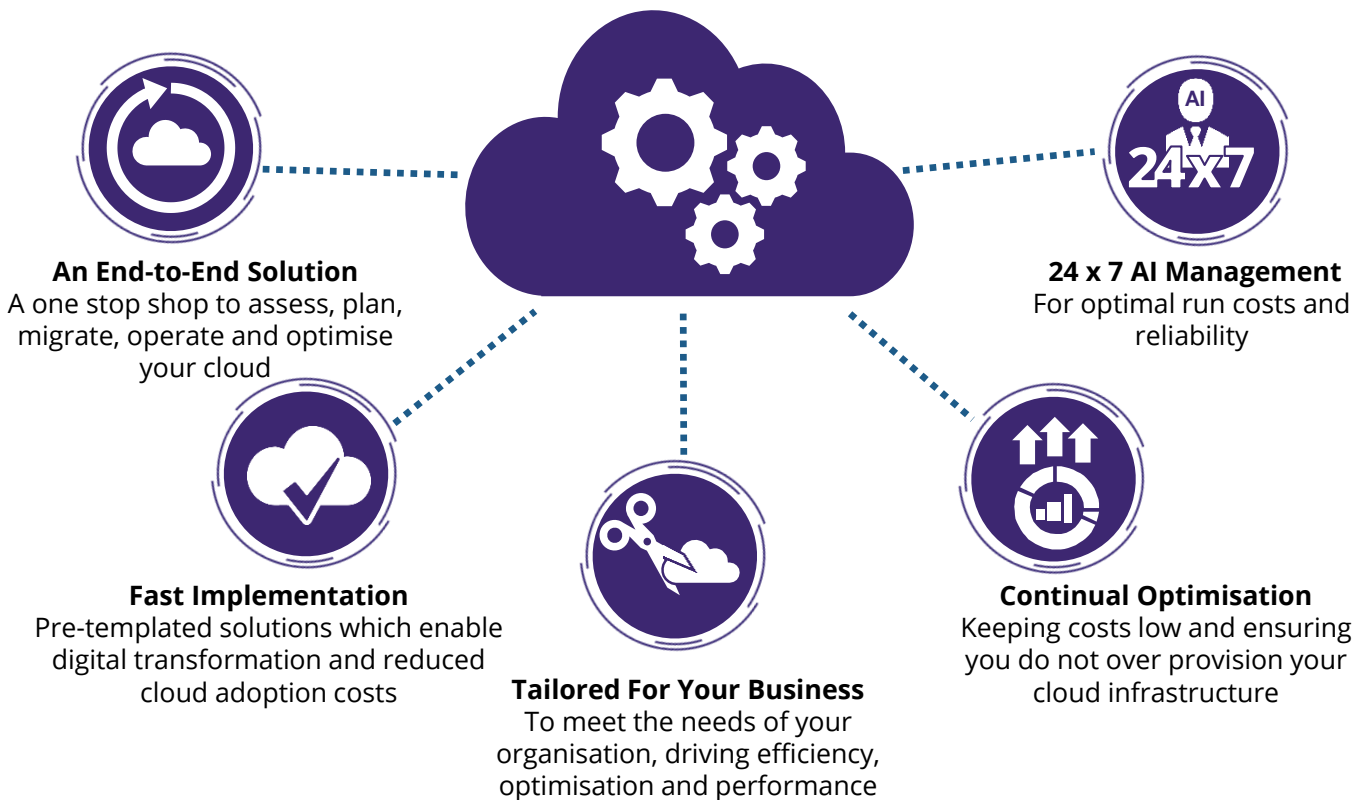 An End-to-End Solution
A one stop shop to assess, plan,
migrate, operate and optimise
your cloud
AI
24x7
24 x 7 AI Management
For optimal run costs and
reliability
Fast Implementation
Pre-templated solutions which enable
digital transformation and reduced
cloud adoption costs
Tailored For Your Business
To meet the needs of your
organisation, driving efficiency,
optimisation and performance
Continual Optimisation
Keeping costs low and ensuring
you do not over provision your
cloud infrastructure